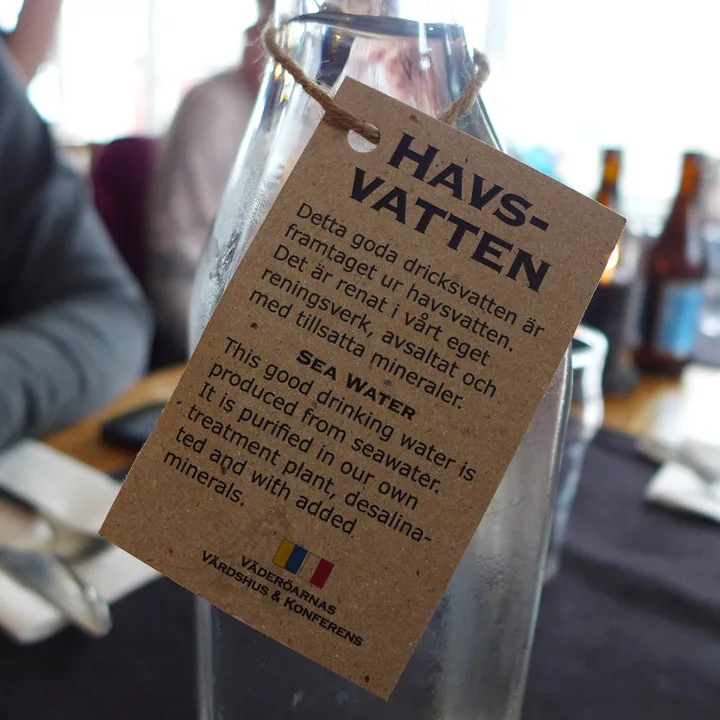 HAVS-
VATTEN
Detta goda dricksvatten är
framtaget ur havsvatten.
Det är renat i vårt eget
reningsverk, avsaltat och
med tillsatta mineraler.
SEA WATER
This good drinking water is
produced from seawater.
It is purified in our own
treatment plant, desalina-
ted and with added
minerals.
VÄDERÖARNAS
VÄRDSHUS & KONFERENS